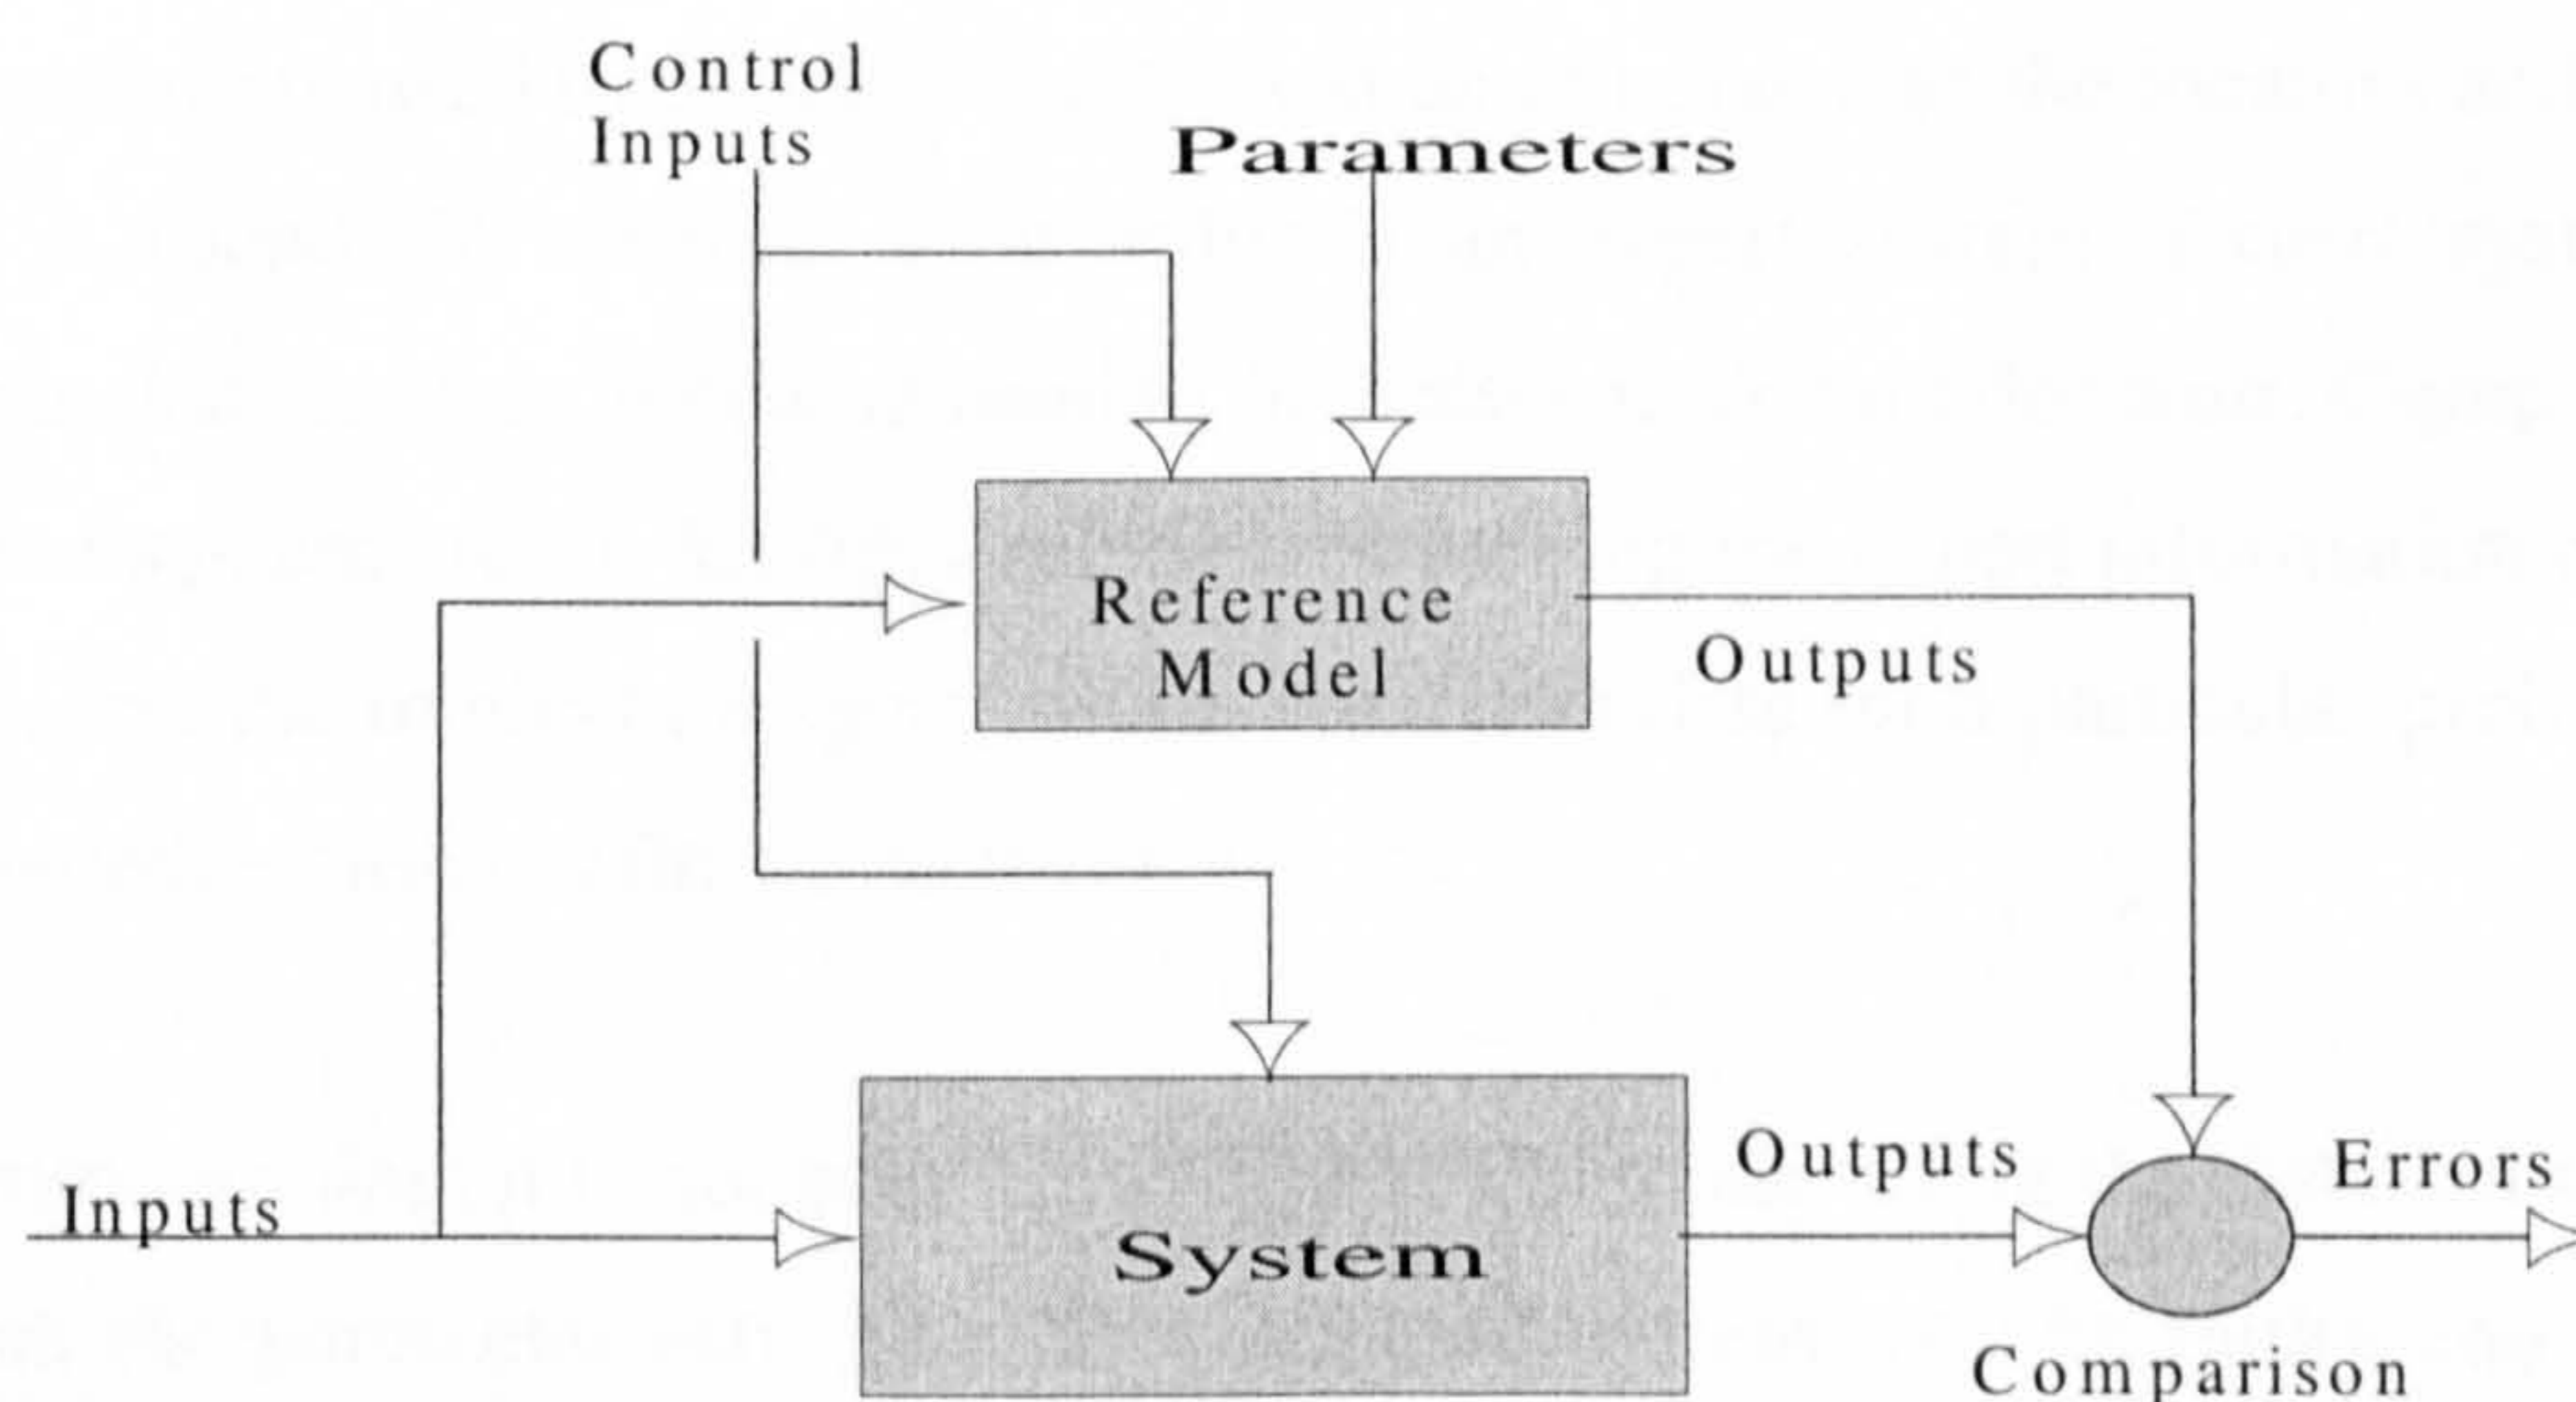 Control
Inputs
Parameters
Reference
Model
Outputs
Inputs
System
Outputs
Errors
Comparison